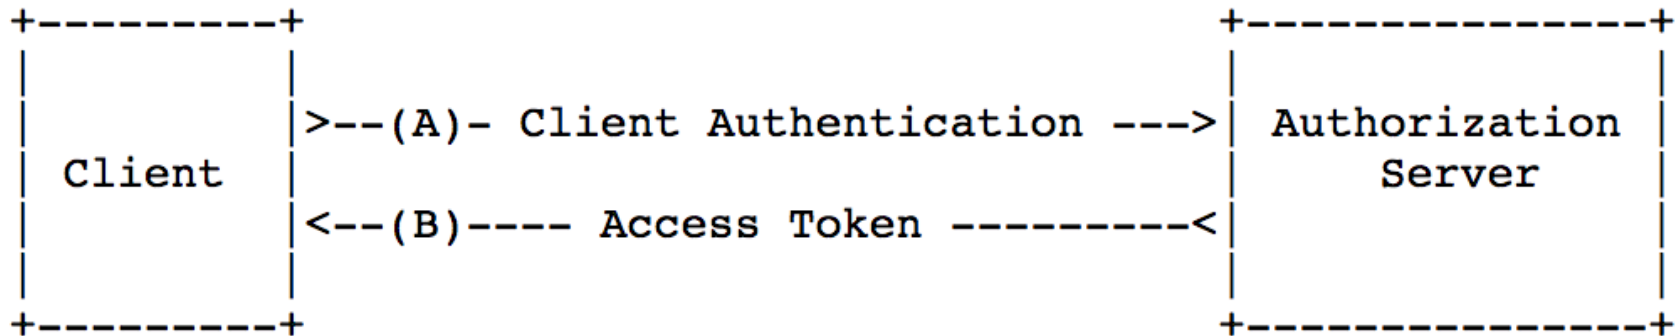 +---------+                                  +---------------+
|         |                                  |               |
|         |>--(A)- Client Authentication --->| Authorization |
| Client  |                                  |     Server    |
|         |<--(B)---- Access Token ---------<|               |
|         |                                  |               |
+---------+                                  +---------------+